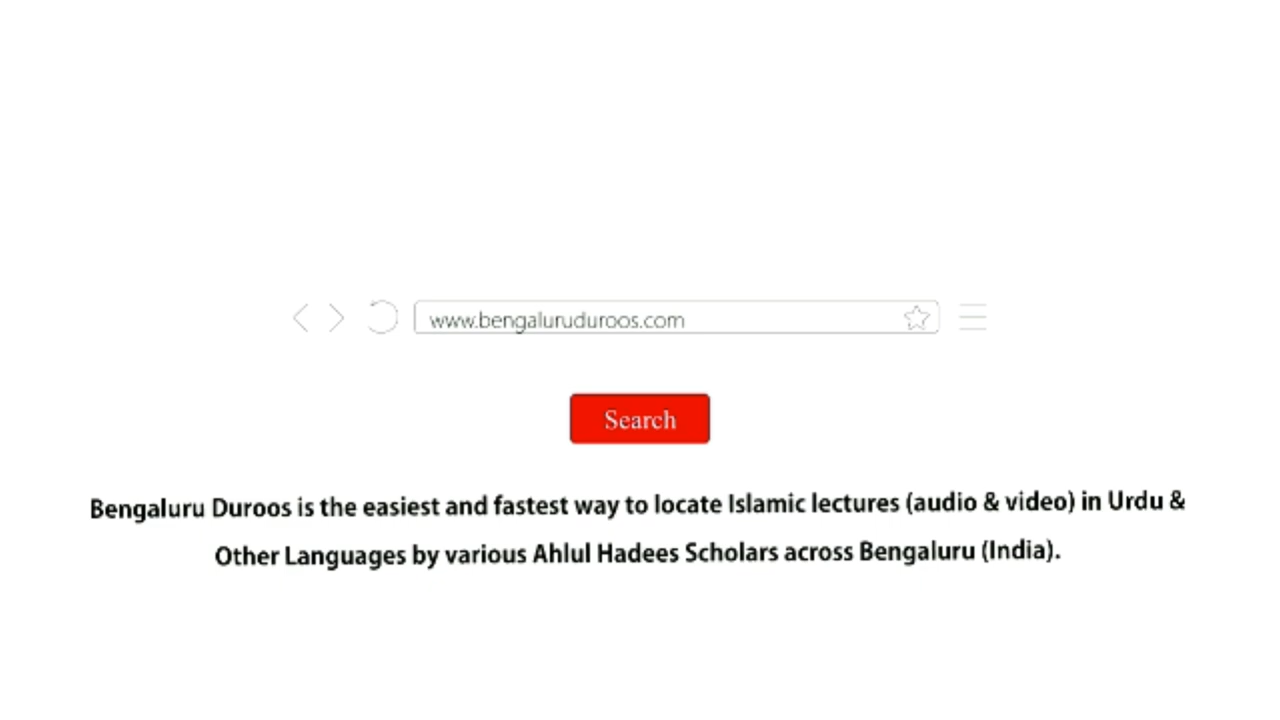 www.bengaluruduroos.com
Search
Bengaluru Duroos is the easiest and fastest way to locate Islamic lectures (audio & video) in Urdu &
Other Languages by various Ahlul Hadees Scholars across Bengaluru (India).